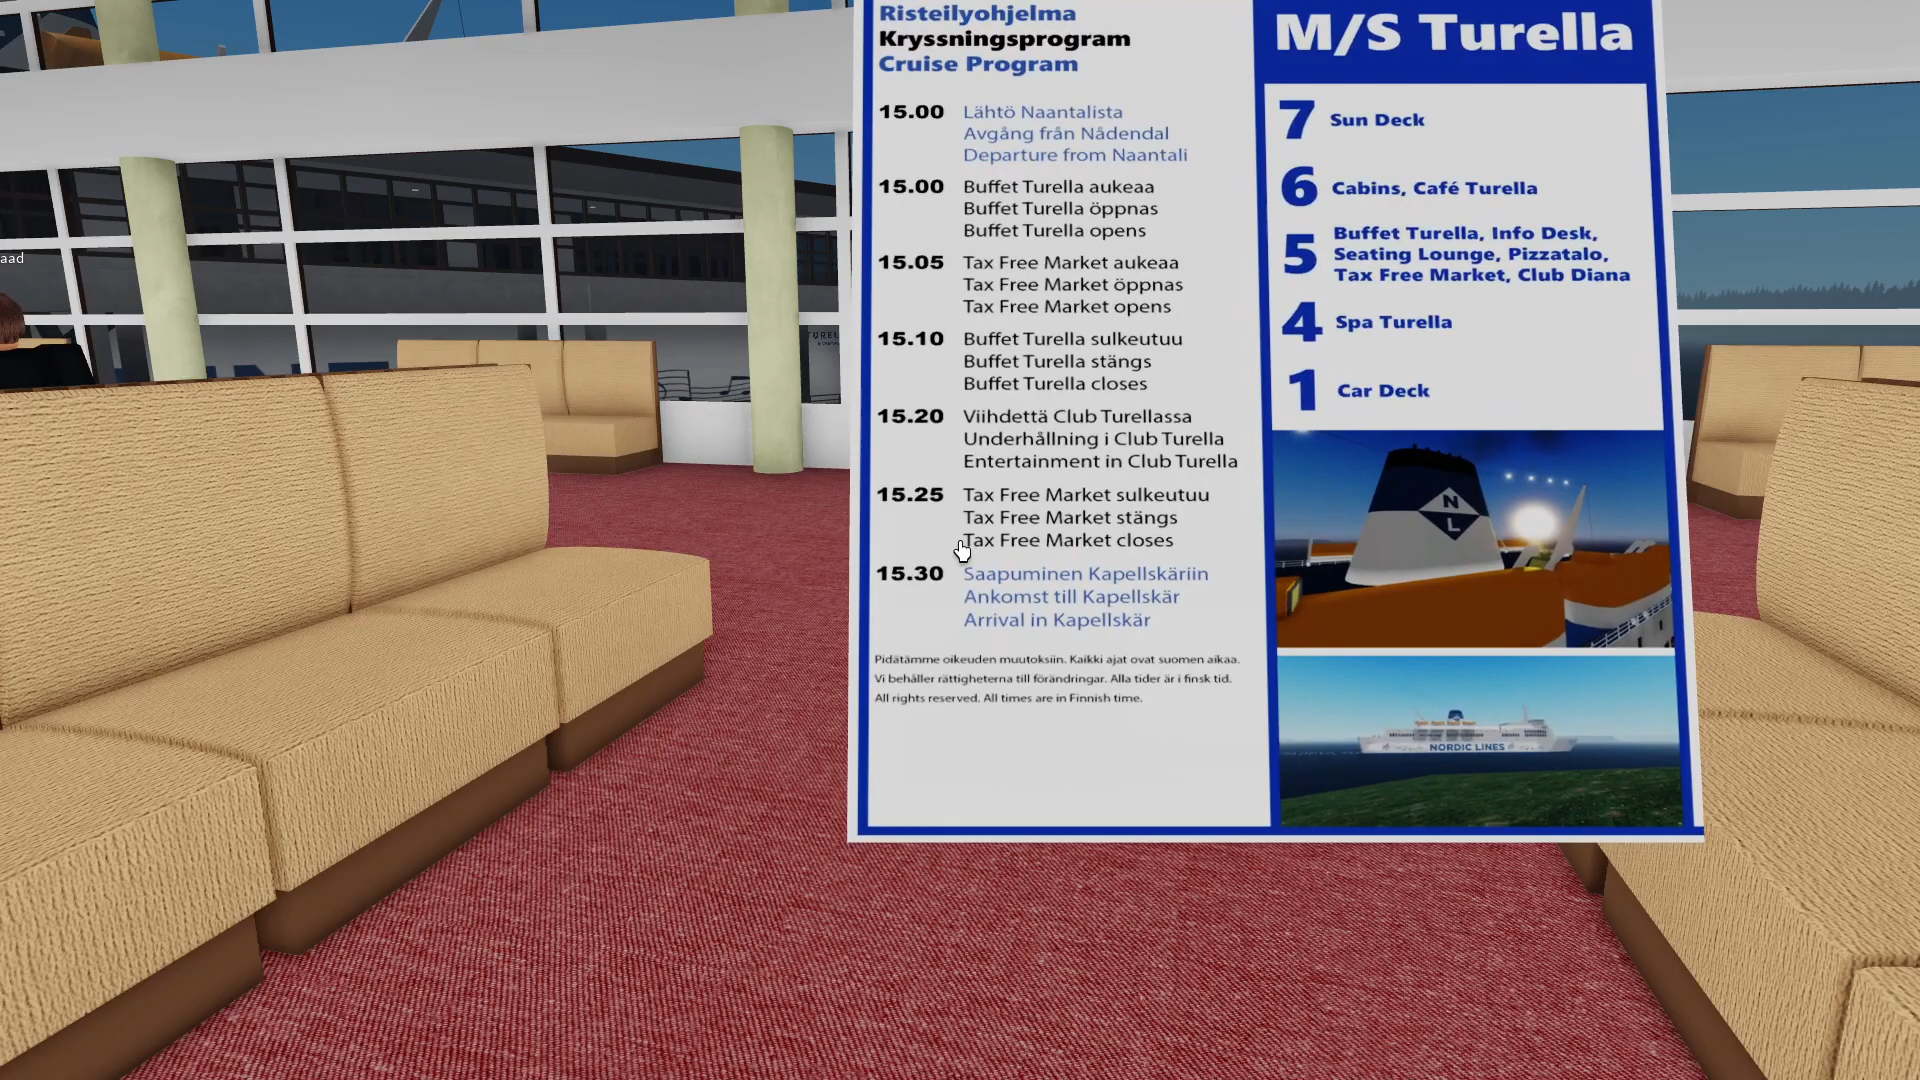 Risteilyohjelma
Kryssningsprogram
Cruise Program
15.00 Lähtö Naantalista
Avgång från Nådendal
Departure from Naantali
15.00 Buffet Turella aukeaa
Buffet Turella öppnas
Buffet Turella opens
15.05 Tax Free Market aukeaa
Tax Free Market öppnas
Tax Free Market opens
15.10 Buffet Turella sulkeutuu
Buffet Turella stängs
Buffet Turella closes
15.20 Viihdettä Club Turellassa
Underhållning i Club Turella
Entertainment in Club Turella
15.25 Tax Free Market sulkeutuu
Tax Free Market stängs
Tax Free Market closes
15.30 Saapuminen Kapellskäriin
Ankomst till Kapellskär
Arrival in Kapellskär
Pidätämme oikeuden muutoksiin. Kaikki ajat ovat suomen aikaa.
Vi behåller rättigheterna till förändringar. Alla tider är i finsk tid.
All rights reserved. All times are in Finnish time.
M/S Turella
7 Sun Deck
6 Cabins, Café Turella
5 Buffet Turella, Info Desk,
Seating Lounge, Pizzatalo,
Tax Free Market, Club Diana
4 Spa Turella
1 Car Deck
N
L
NORDIC LINES
aad